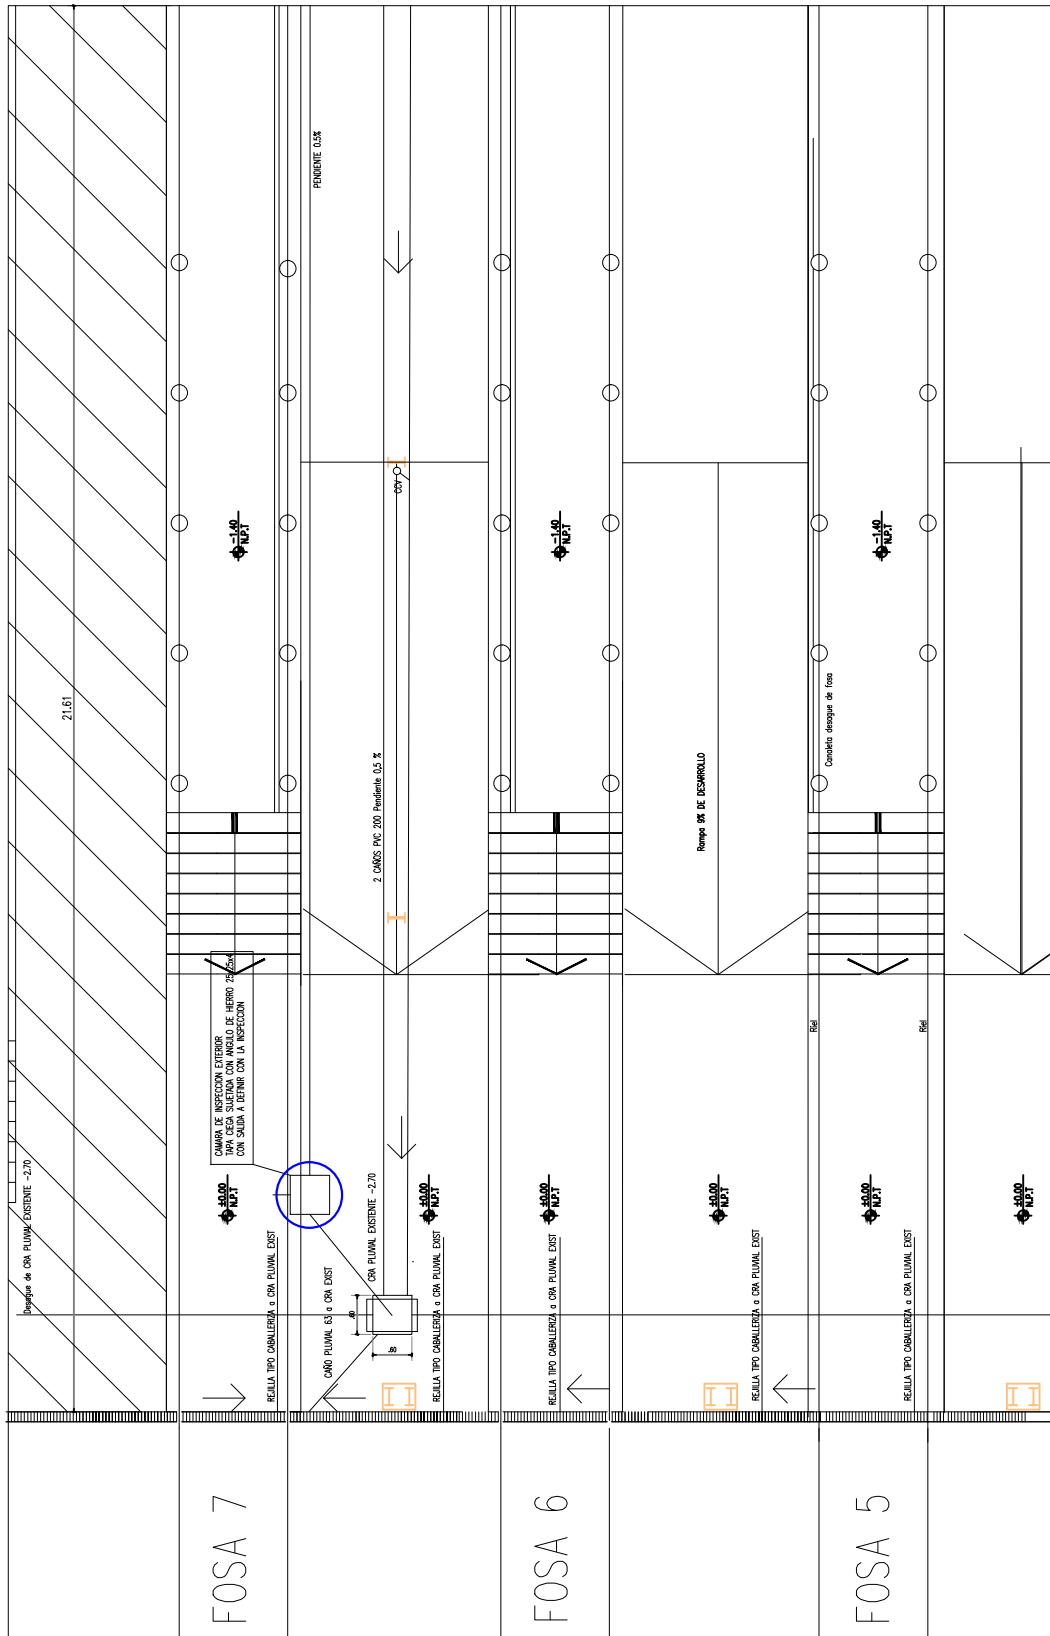 21.61
PENDIENTE 0.5%
CCV
-1.40
N.P.T
-1.40
N.P.T
-1.40
N.P.T
2 CAÑOS PVC 200 Pendiente 0,5 %
Rampa 9% DE DESARROLLO
Canaleta desague de fosa
Riel
Riel
CAMARA DE INSPECCION EXTERIOR
TAPA CIEGA SUJETADA CON ANGULO DE HIERRO 25x25x4
CON SALIDA A DEFINIR CON LA INSPECCION
Desague de CRA PLUVIAL EXISTENTE -2.70
±0.00
N.P.T
±0.00
N.P.T
±0.00
N.P.T
±0.00
N.P.T
±0.00
N.P.T
±0.00
N.P.T
CRA PLUVIAL EXISTENTE -2.70
REJILLA TIPO CABALLERIZA a CRA PLUVIAL EXIST
CAÑO PLUVIAL 63 a CRA EXIST
REJILLA TIPO CABALLERIZA a CRA PLUVIAL EXIST
REJILLA TIPO CABALLERIZA a CRA PLUVIAL EXIST
REJILLA TIPO CABALLERIZA a CRA PLUVIAL EXIST
REJILLA TIPO CABALLERIZA a CRA PLUVIAL EXIST
.60
.60
FOSA 7
FOSA 6
FOSA 5